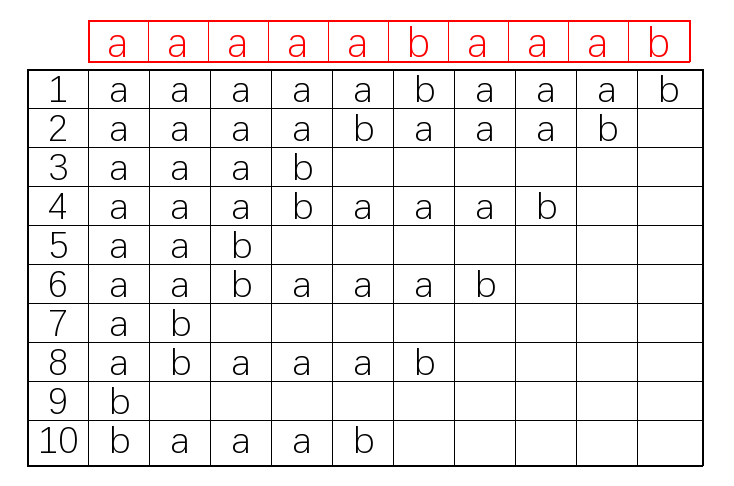 a a a a a b a a a b
1 a a a a a b a a a b
2 a a a a b a a a b
3 a a a b
4 a a a b a a a b
5 a a b
6 a a b a a a b
7 a b
8 a b a a a b
9 b
10 b a a a b